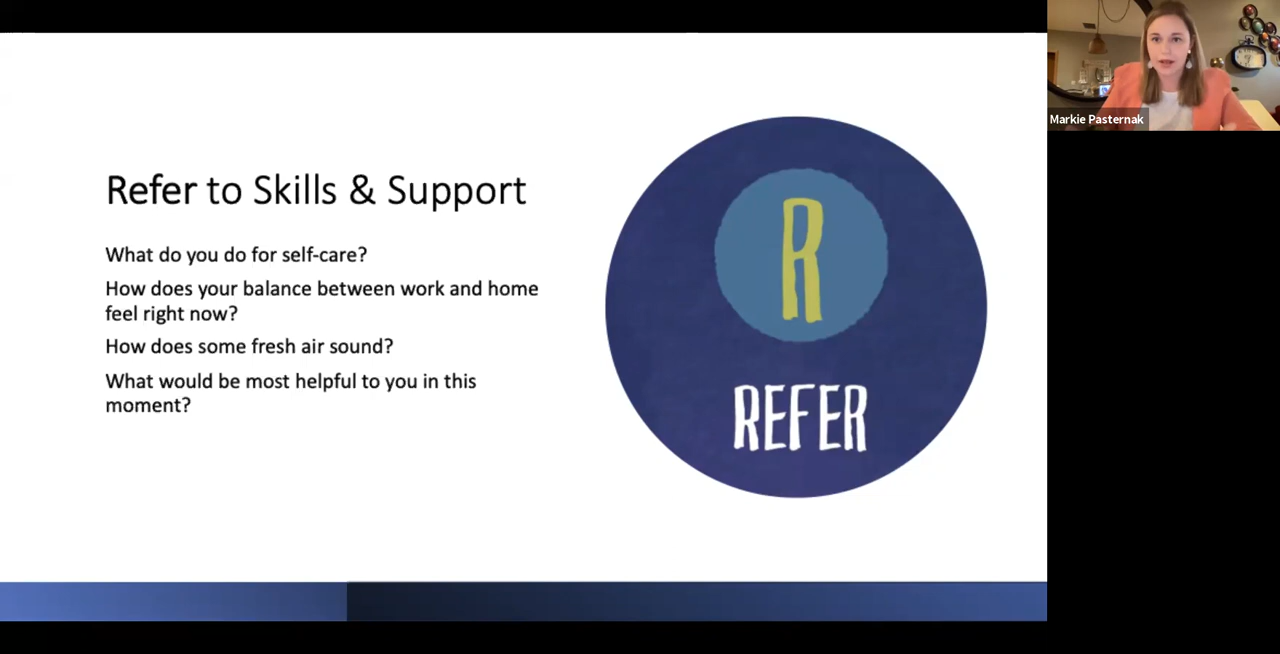 Refer to Skills & Support
What do you do for self-care?
How does your balance between work and home
feel right now?
How does some fresh air sound?
What would be most helpful to you in this
moment?
R
REFER
Markie Pasternak